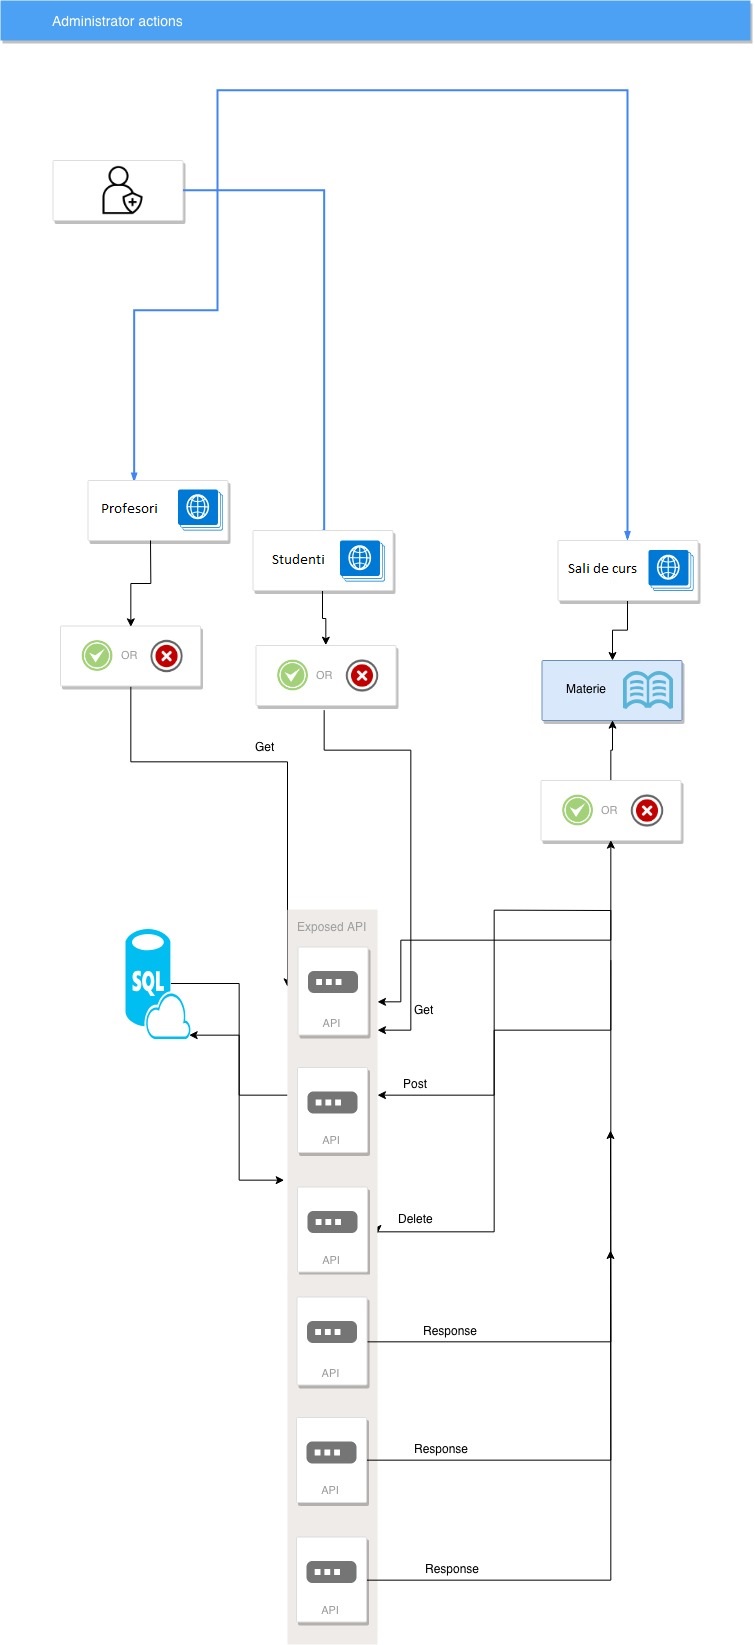 Administrator actions
Profesori
Studenti
Sali de curs
OR
OR
Materie
Get
OR
Exposed API
SQL
API
Get
Post
API
Delete
API
Response
API
Response
API
Response
API